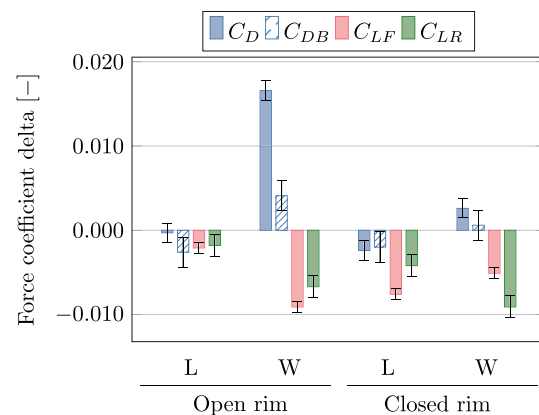 C_D C_DB C_LF C_LR
Force coefficient delta [−]
0.020
0.010
0.000
−0.010
L W L W
Open rim Closed rim